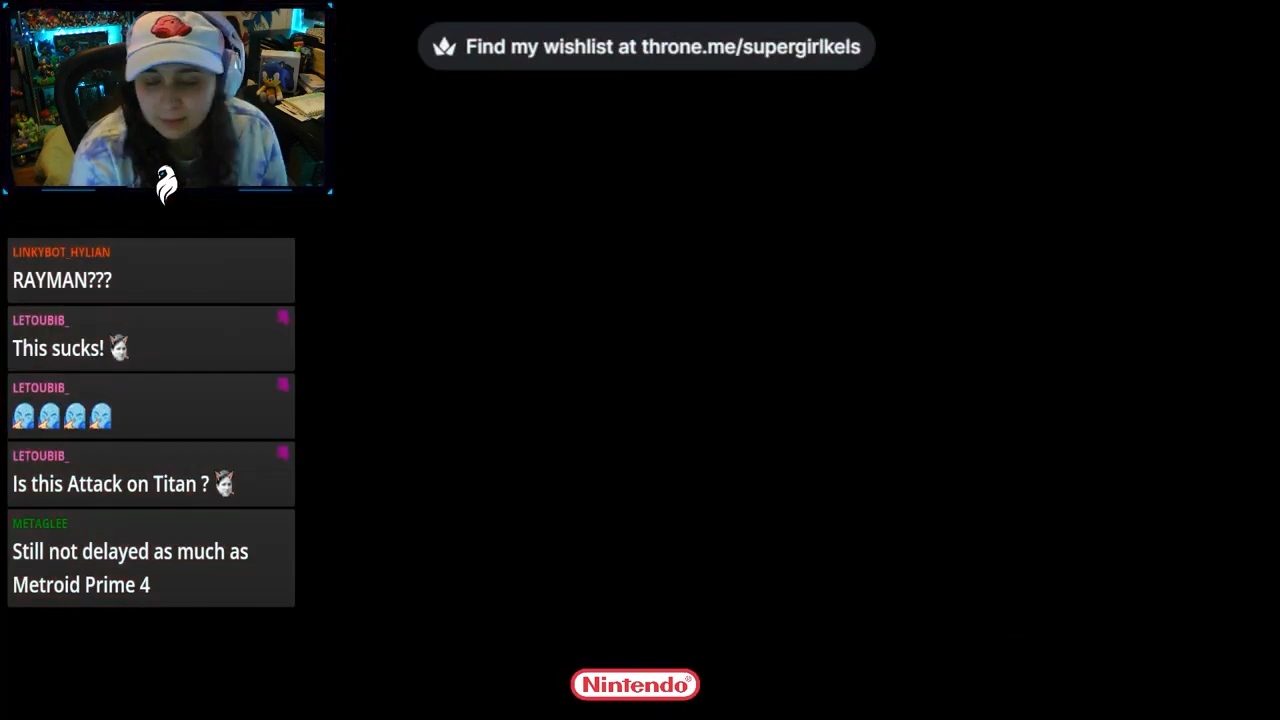 Find my wishlist at throne.me/supergirlkels
LINKYBOT_HYLIAN
RAYMAN???
LETOUBIB_
This sucks!
LETOUBIB_
LETOUBIB_
Is this Attack on Titan ?
METAGLEE
Still not delayed as much as
Metroid Prime 4
Nintendo®